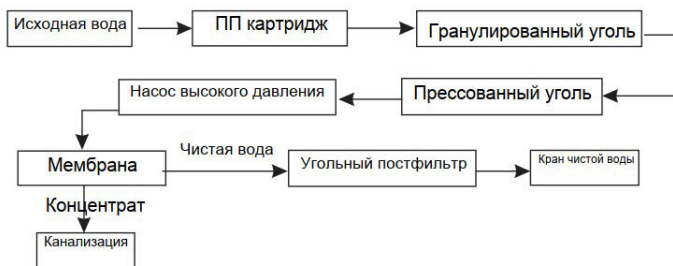 Исходная вода
ПП картридж
Гранулированный уголь
Насос высокого давления
Прессованный уголь
Мембрана
Чистая вода
Угольный постфильтр
Кран чистой воды
Концентрат
Канализация